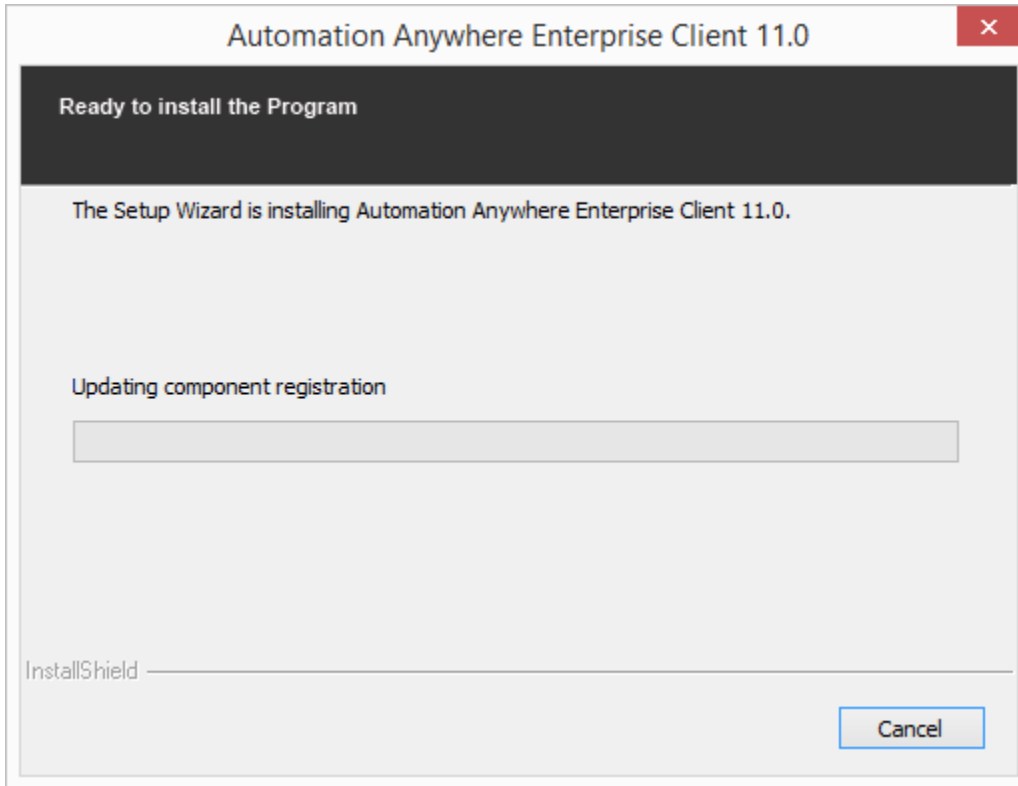 Automation Anywhere Enterprise Client 11.0
Ready to install the Program
The Setup Wizard is installing Automation Anywhere Enterprise Client 11.0.
Updating component registration
InstallShield
Cancel